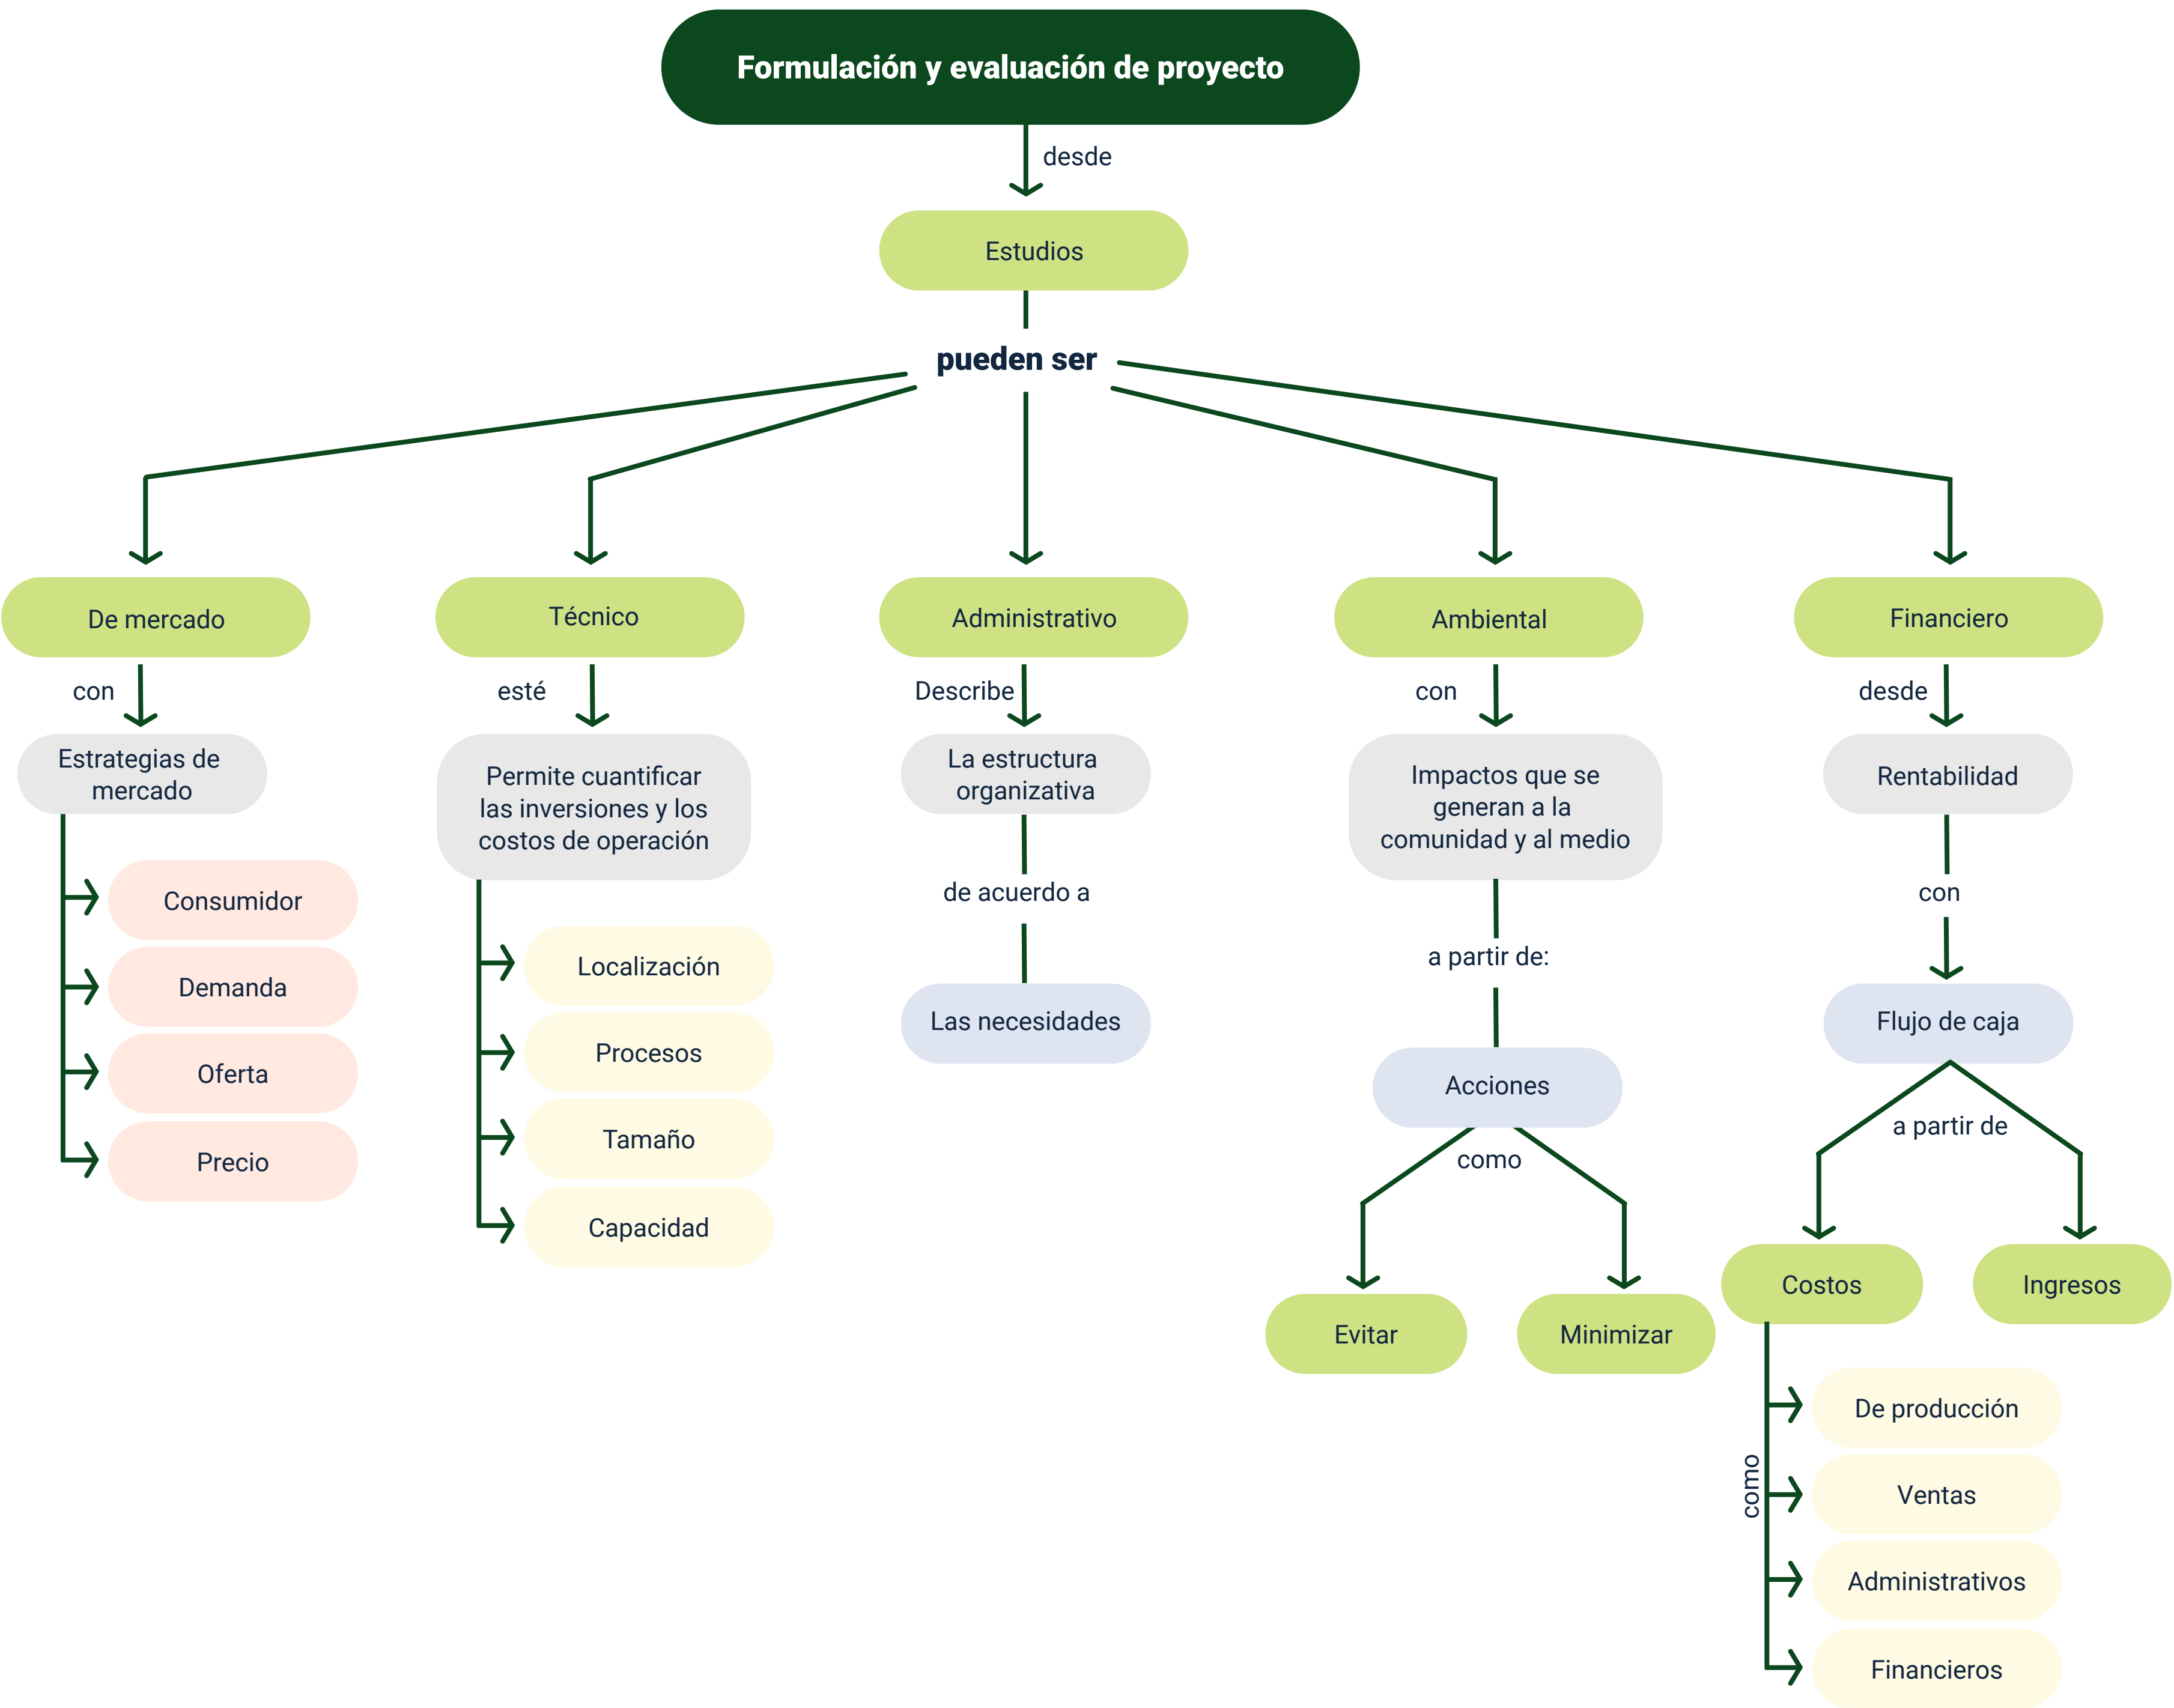 Formulación y evaluación de proyecto
desde
Estudios
pueden ser
De mercado
con
Estrategias de
mercado
Consumidor
Demanda
Oferta
Precio
Técnico
esté
Permite cuantificar
las inversiones y los
costos de operación
Localización
Procesos
Tamaño
Capacidad
Administrativo
Describe
La estructura
organizativa
de acuerdo a
Las necesidades
Ambiental
con
Impactos que se
generan a la
comunidad y al medio
a partir de:
Acciones
como
Evitar
Minimizar
Financiero
desde
Rentabilidad
con
Flujo de caja
a partir de
Costos
Ingresos
como
De producción
Ventas
Administrativos
Financieros